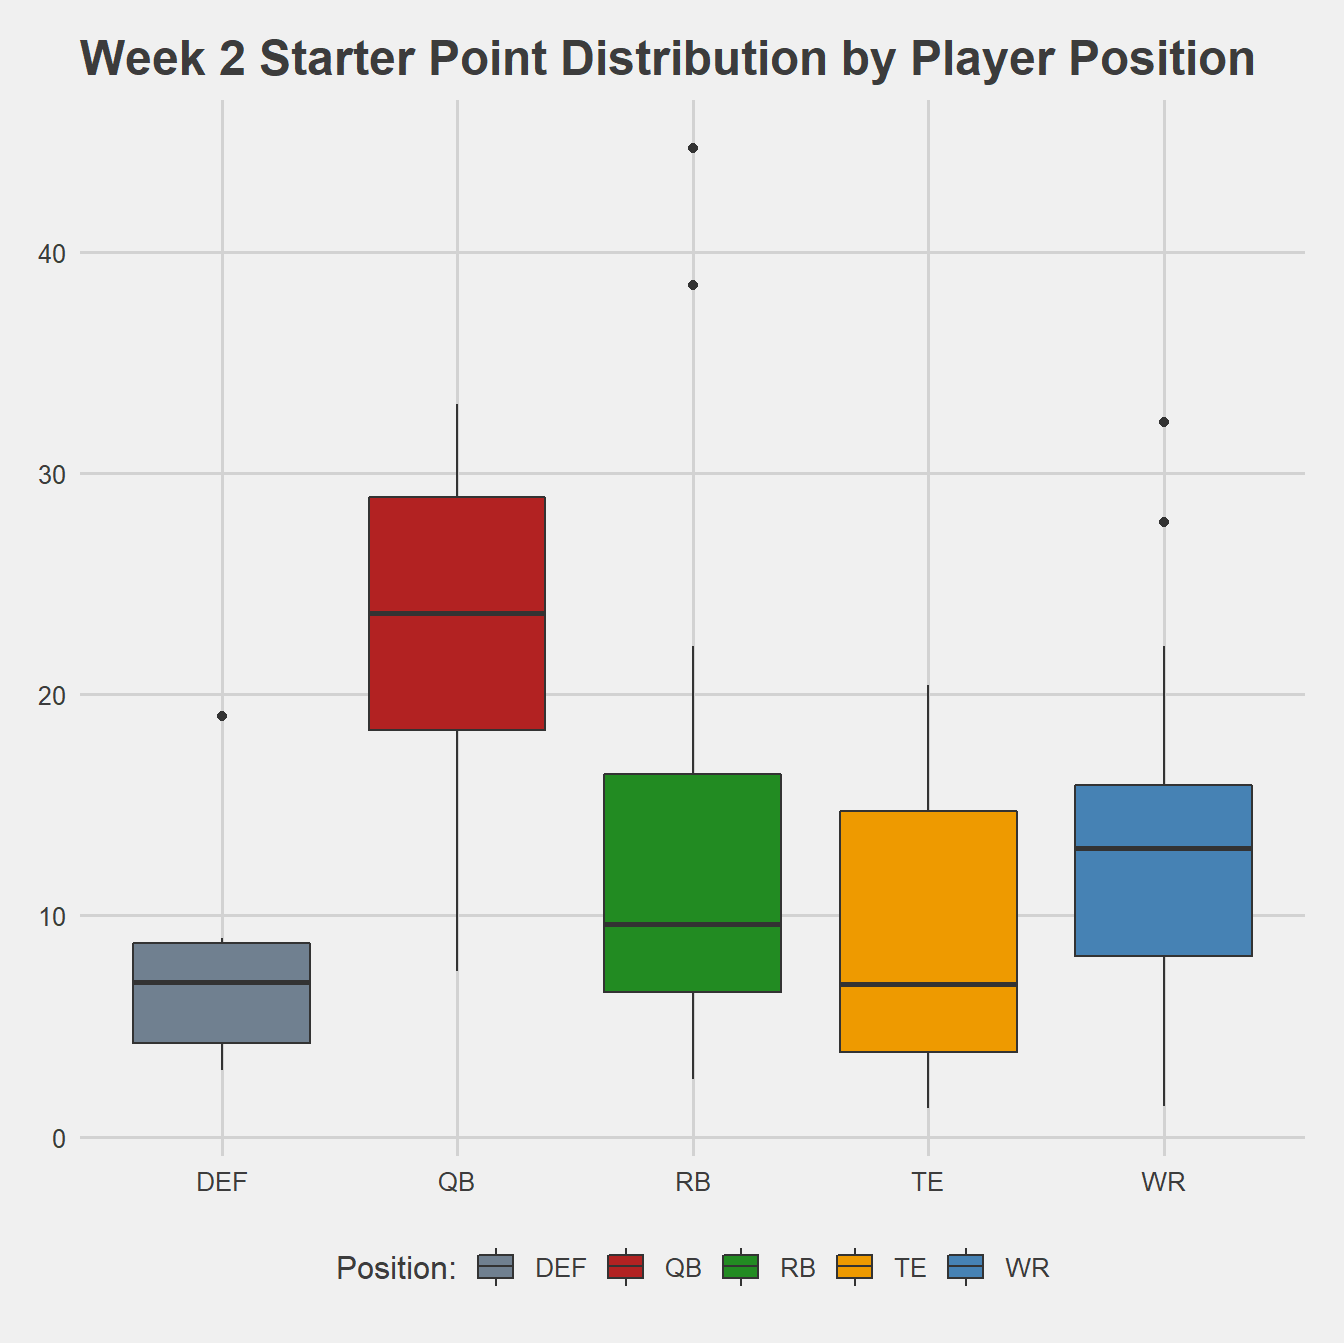 Week 2 Starter Point Distribution by Player Position
40
30
20
10
0
DEF QB RB TE WR
Position: DEF QB RB TE WR